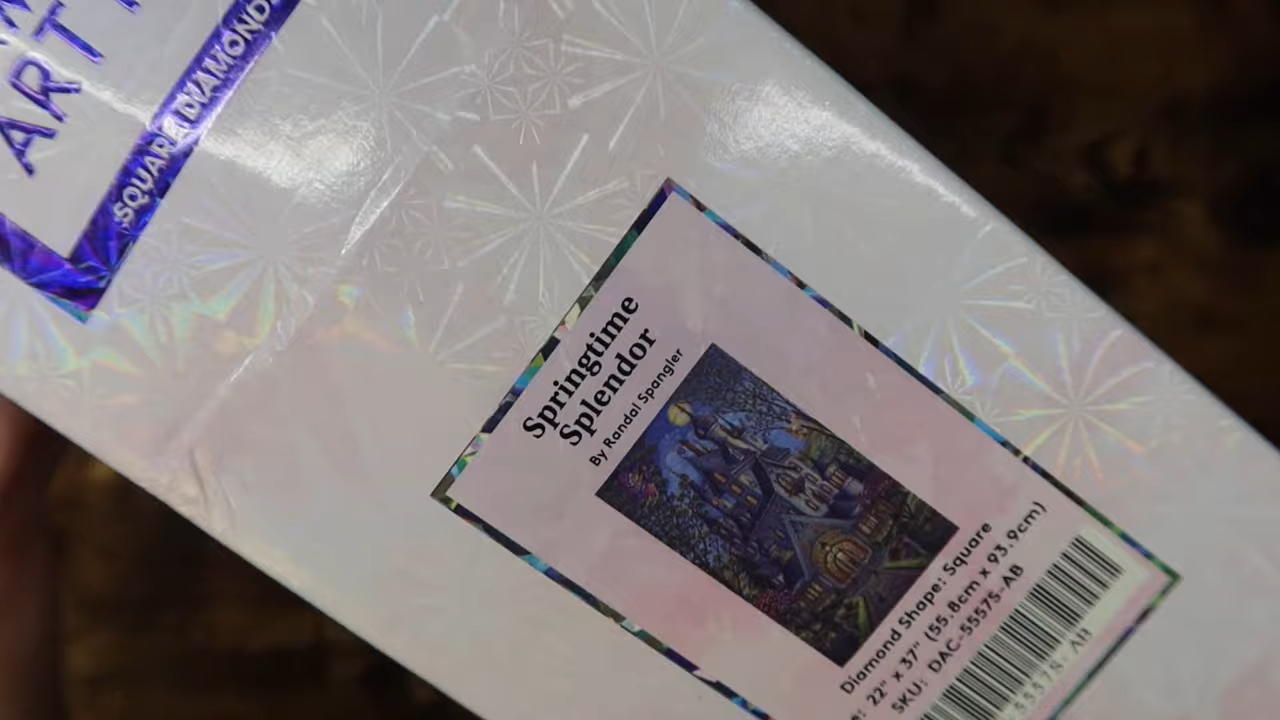 ART
SQUARE DIAMONDS
Springtime
Splendor
By Randal Spangler
Diamond Shape: Square
22" x 37" (55.8cm x 93.9cm)
SKU: DAC-55575-AB